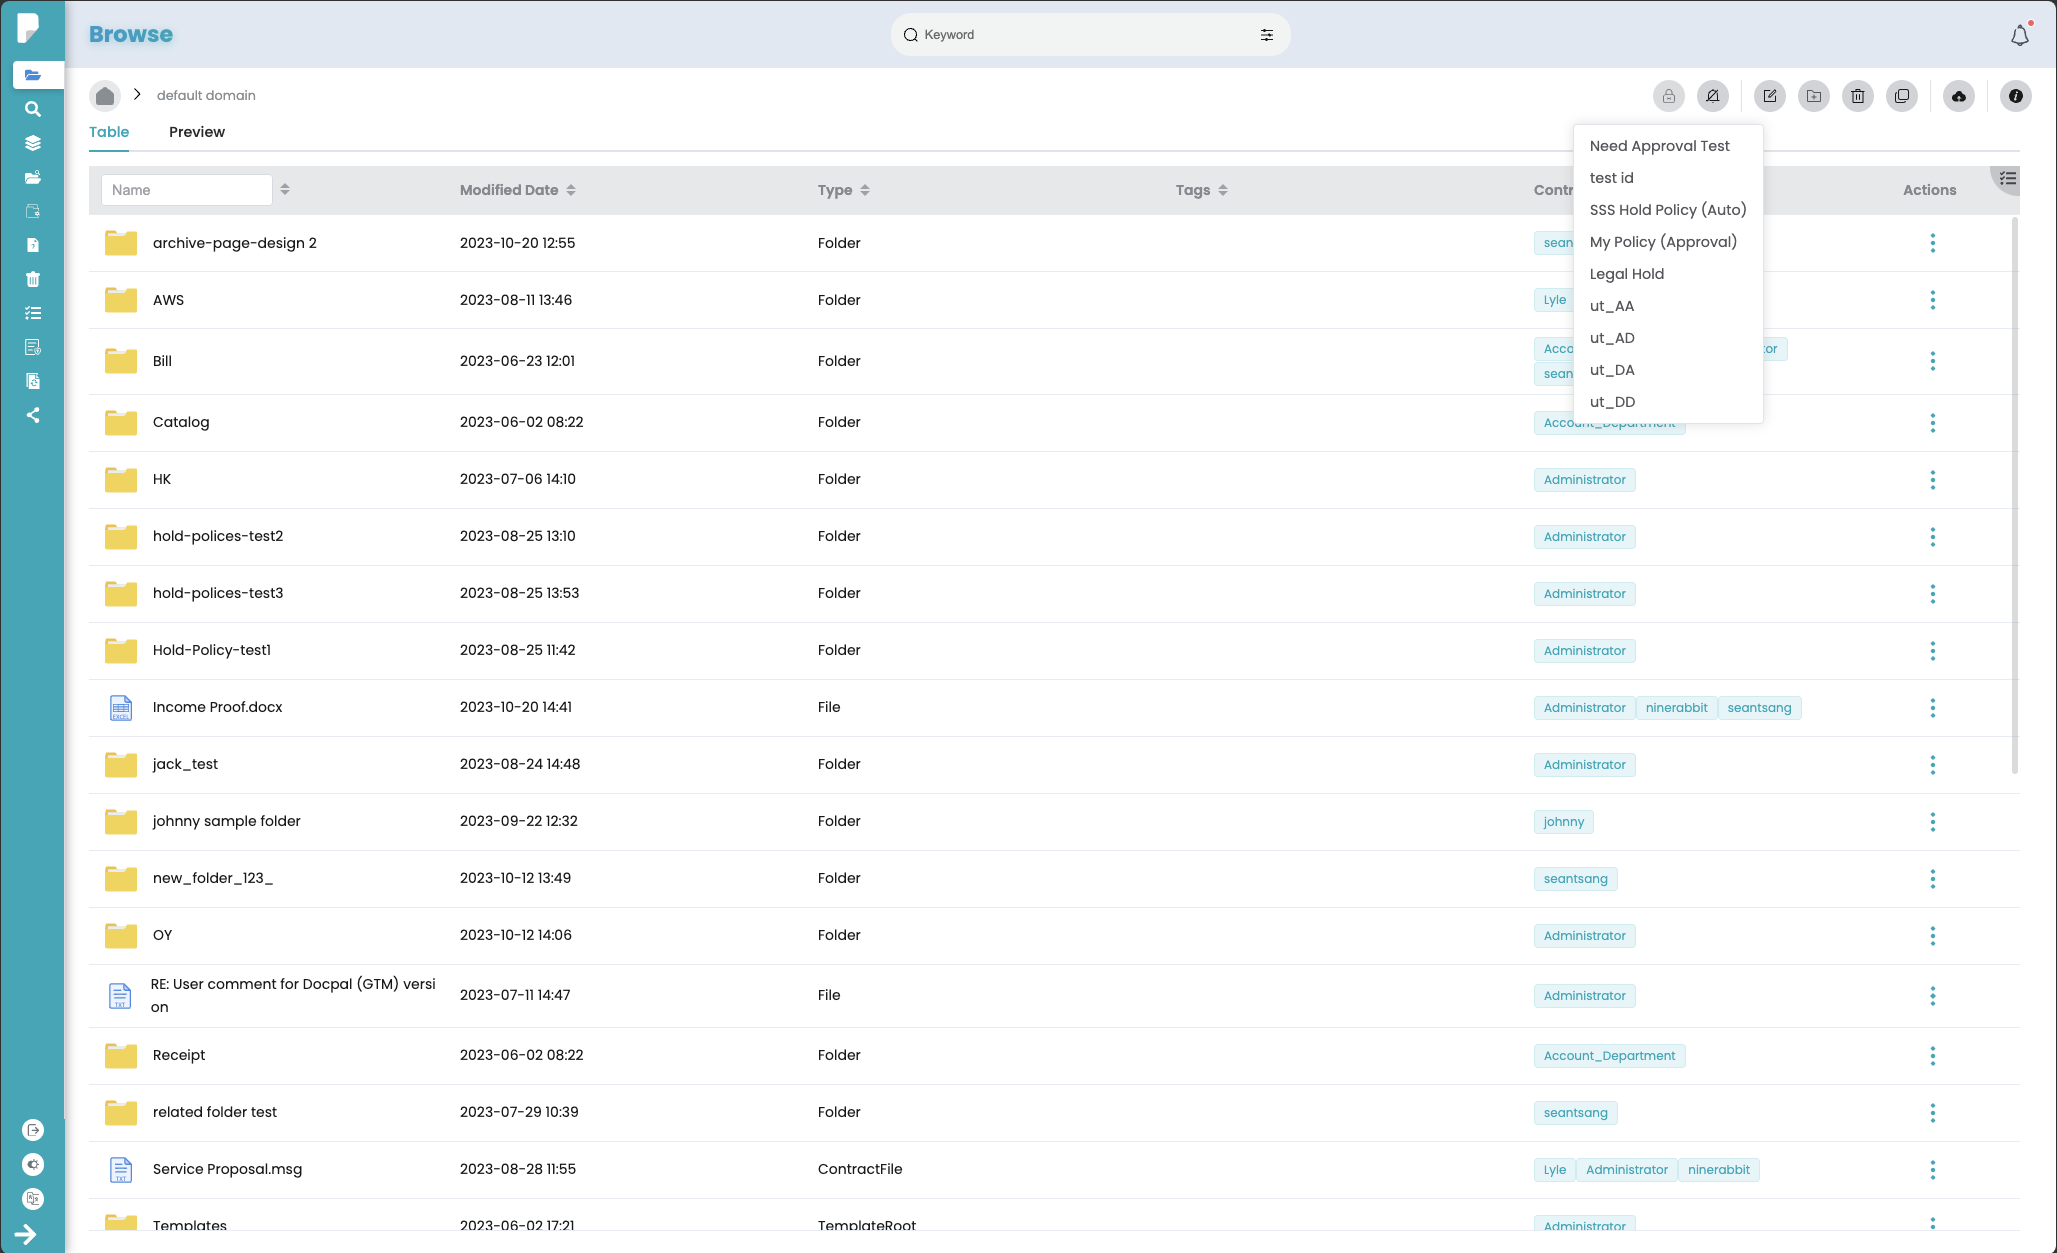 Browse
Keyword
default domain
Table
Preview
Need Approval Test
test id
SSS Hold Policy (Auto)
My Policy (Approval)
Legal Hold
ut_AA
ut_AD
ut_DA
ut_DD
Name
Modified Date
Type
Tags
Contr
Actions
archive-page-design 2
2023-10-20 12:55
Folder
sean
AWS
2023-08-11 13:46
Folder
Lyle
Bill
2023-06-23 12:01
Folder
Acco
tor
sean
Catalog
2023-06-02 08:22
Folder
Account_Department
HK
2023-07-06 14:10
Folder
Administrator
hold-polices-test2
2023-08-25 13:10
Folder
Administrator
hold-polices-test3
2023-08-25 13:53
Folder
Administrator
Hold-Policy-test1
2023-08-25 11:42
Folder
Administrator
EXCEL
Income Proof.docx
2023-10-20 14:41
File
Administrator
ninerabbit
seantsang
jack_test
2023-08-24 14:48
Folder
Administrator
johnny sample folder
2023-09-22 12:32
Folder
johnny
new_folder_123_
2023-10-12 13:49
Folder
seantsang
OY
2023-10-12 14:06
Folder
Administrator
TXT
RE: User comment for Docpal (GTM) versi
on
2023-07-11 14:47
File
Administrator
Receipt
2023-06-02 08:22
Folder
Account_Department
related folder test
2023-07-29 10:39
Folder
seantsang
TXT
Service Proposal.msg
2023-08-28 11:55
ContractFile
Lyle
Administrator
ninerabbit
Templates
2023-06-02 17:21
TemplateRoot
Administrator